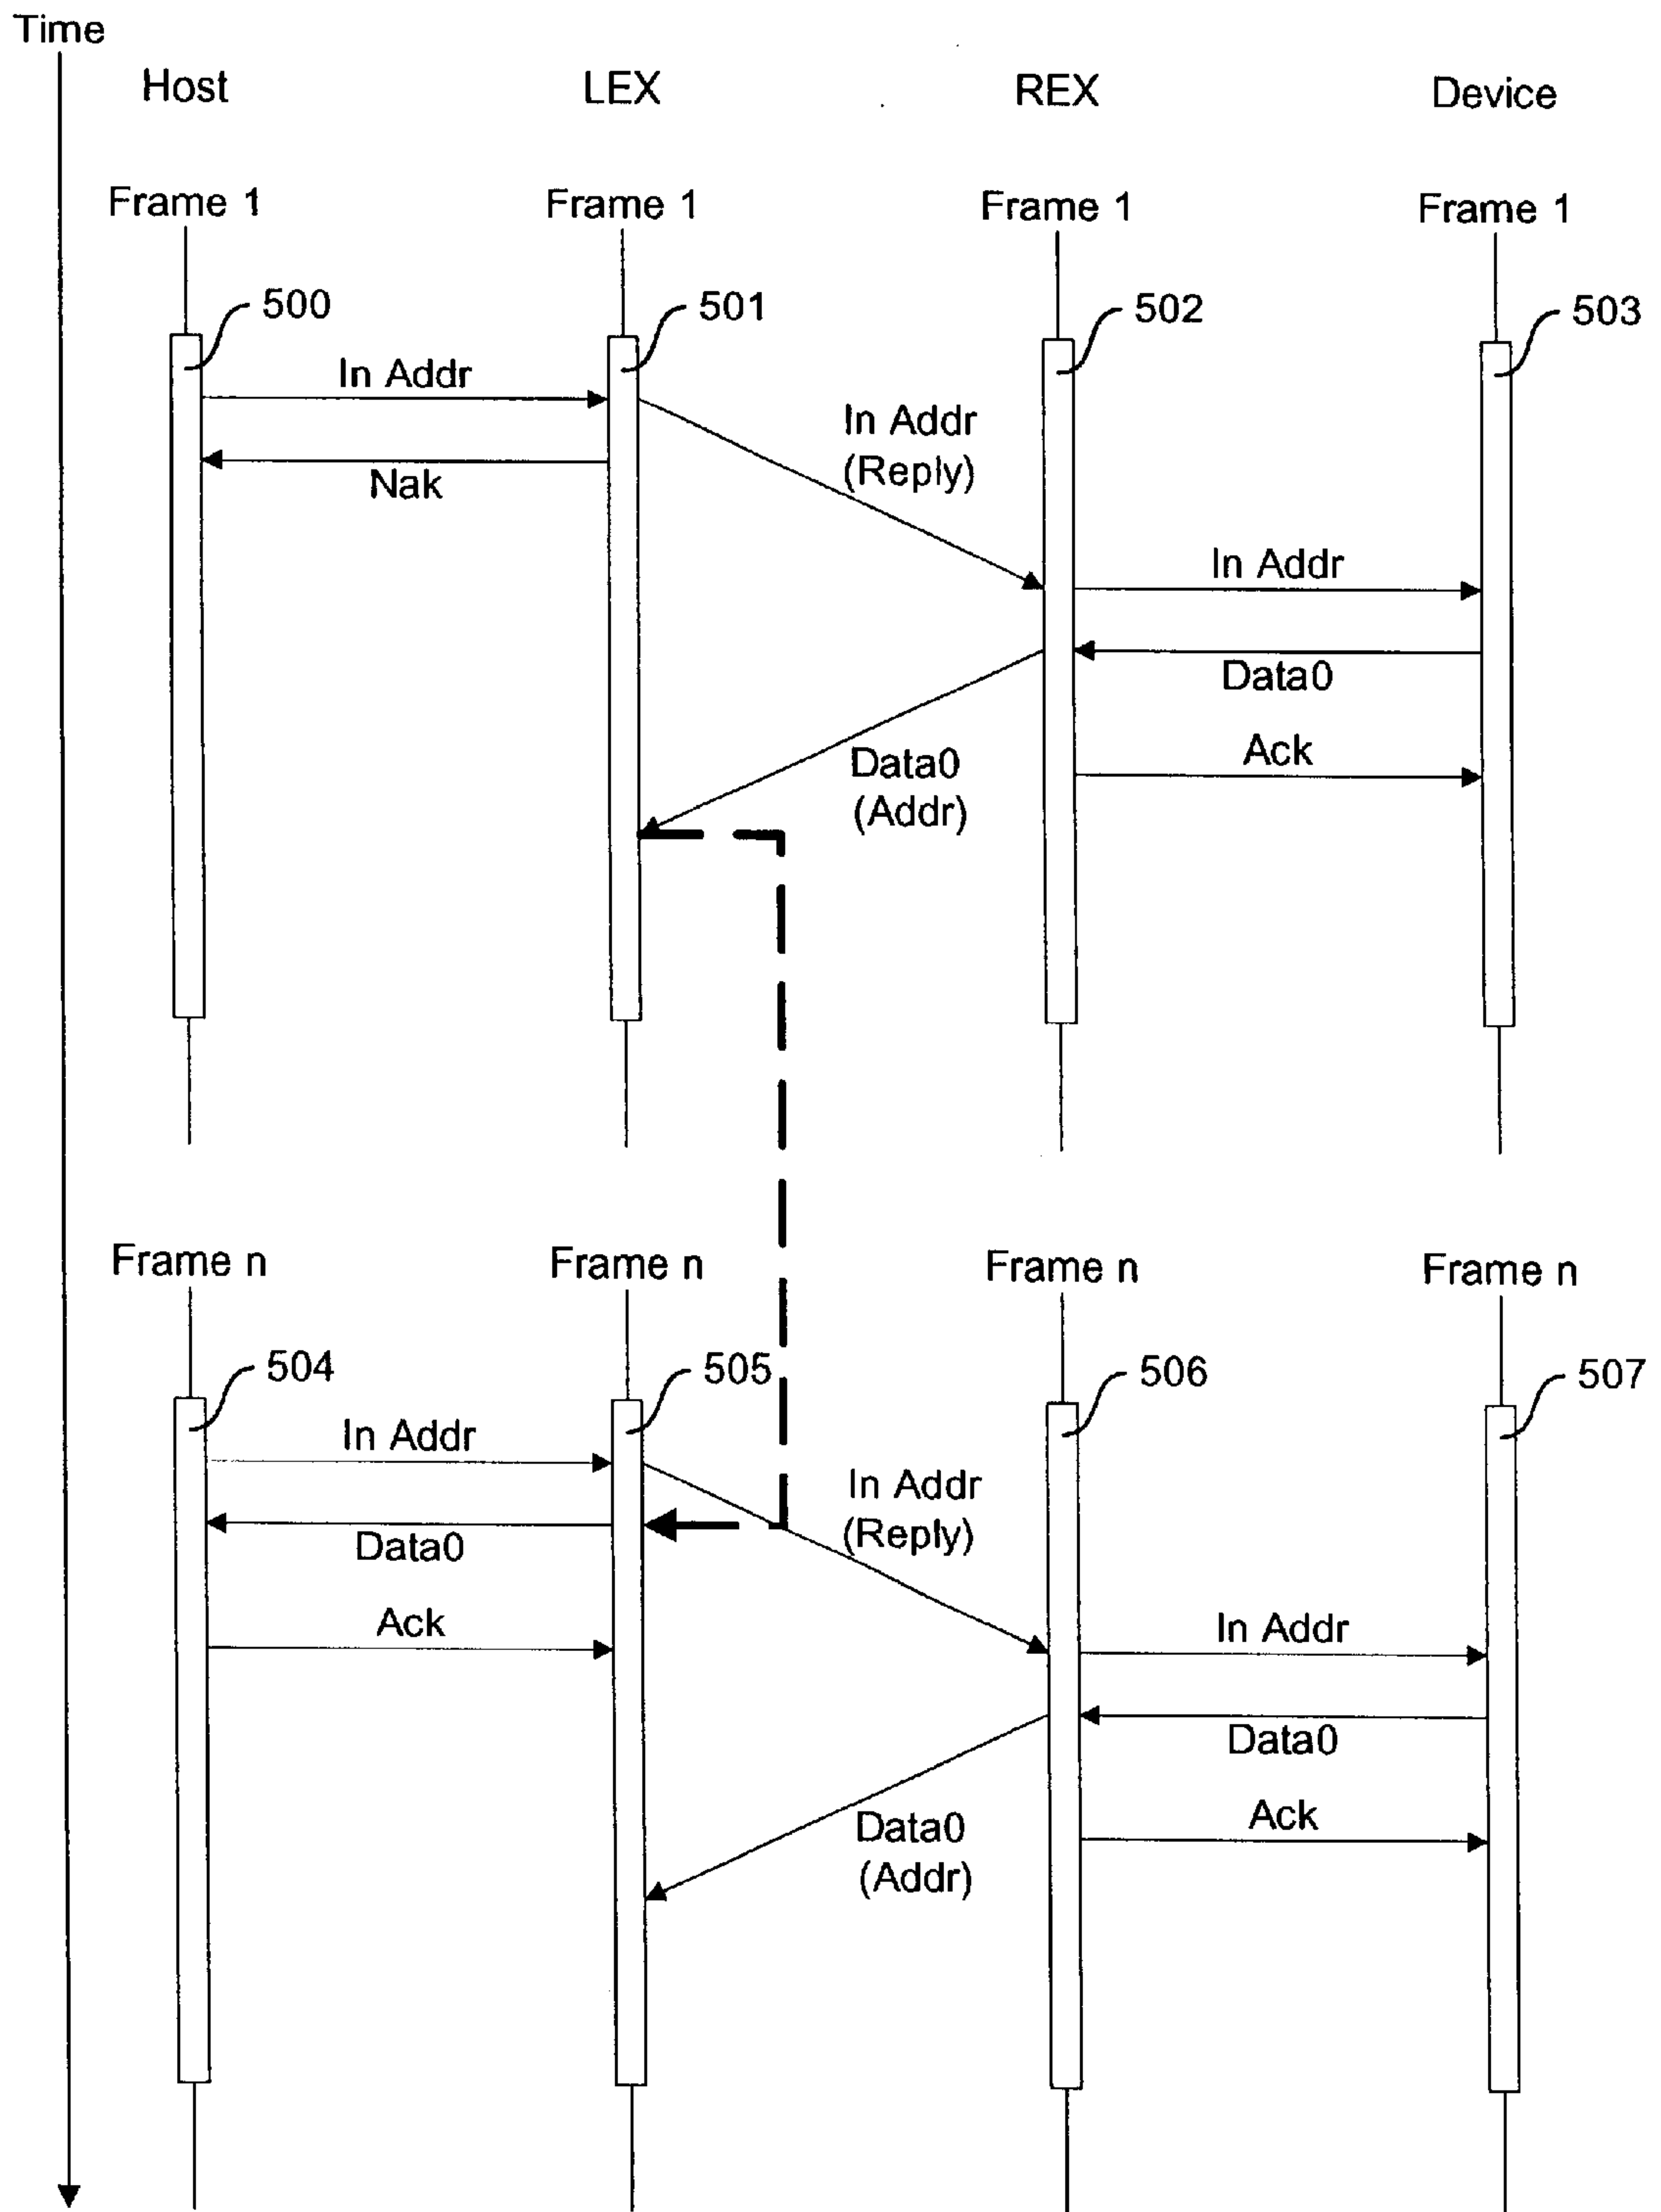 Time
Host LEX REX Device
Frame 1 Frame 1 Frame 1 Frame 1
500 501 502 503
In Addr
Nak
In Addr
(Reply)
In Addr
Data0
Data0
(Addr)
Ack
Frame n Frame n Frame n Frame n
504 505 506 507
In Addr
Data0
Ack
In Addr
(Reply)
In Addr
Data0
Data0
(Addr)
Ack